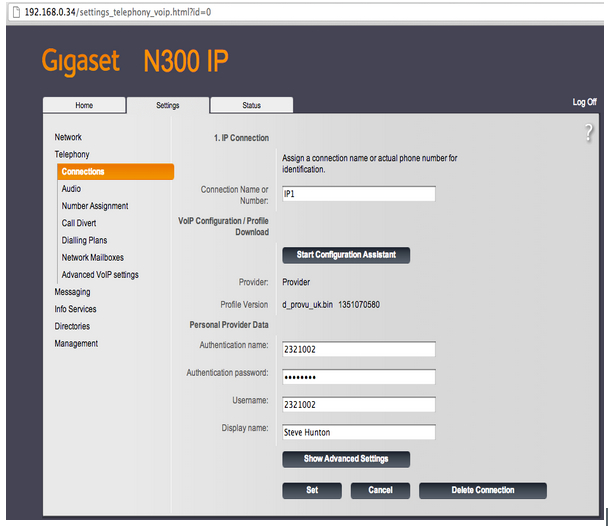 192.168.0.34/settings_telephony_voip.html?id=0
Gigaset N300 IP
Home Settings Status Log Off
?
Network
Telephony
Connections
Audio
Number Assignment
Call Divert
Dialling Plans
Network Mailboxes
Advanced VoIP settings
Messaging
Info Services
Directories
Management
1. IP Connection
Assign a connection name or actual phone number for
identification.
Connection Name or
Number:
IP1
VoIP Configuration / Profile
Download
Start Configuration Assistant
Provider: Provider
Profile Version d_provu_uk.bin 1351070580
Personal Provider Data
Authentication name: 2321002
Authentication password: ••••••••
Username: 2321002
Display name: Steve Hunton
Show Advanced Settings
Set Cancel Delete Connection